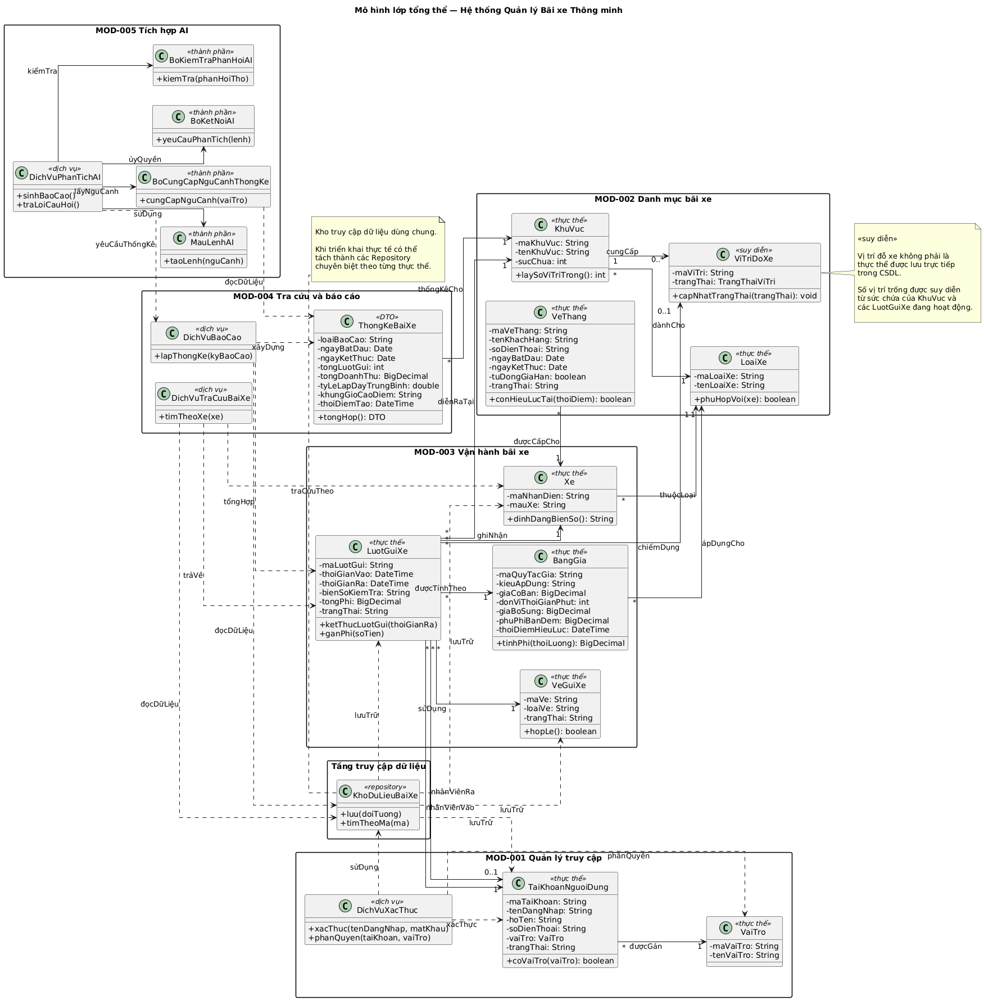 Mô hình lớp tổng thể — Hệ thống Quản lý Bãi xe Thông minh
MOD-005 Tích hợp AI
C
«thành phần»
BoKiemTraPhanHoiAI
+kiemTra(phanHoiTho)
kiểmTra
C
«thành phần»
BoKetNoiAI
+yeuCauPhanTich(lenh)
ủyQuyền
C
«dịch vụ»
DichVuPhanTichAI
+sinhBaoCao()
+traLoiCauHoi()
lấyNguCanh
C
«thành phần»
BoCungCapNguCanhThongKe
+cungCapNguCanh(vaiTro)
sửDụng
C
«thành phần»
MauLenhAI
+taoLenh(nguCanh)
yêuCầuThốngKê
đọcDữLiệu
Kho truy cập dữ liệu dùng chung.
Khi triển khai thực tế có thể
tách thành các Repository
chuyên biệt theo từng thực thể.
MOD-002 Danh mục bãi xe
C
«thực thể»
KhuVuc
-maKhuVuc: String
-tenKhuVuc: String
-sucChua: int
+laySoViTriTrong(): int
1
1
cungCấp
1
0..*
*
C
«suy diễn»
ViTriDoXe
-maViTri: String
-trangThai: TrangThaiViTri
+capNhatTrangThai(trangThai): void
«suy diễn»
Vị trí đỗ xe không phải là
thực thể được lưu trực tiếp
trong CSDL.
Số vị trí trống được suy diễn
từ sức chứa của KhuVuc và
các LuotGuiXe đang hoạt động.
0..1
dànhCho
C
«thực thể»
VeThang
-maVeThang: String
-tenKhachHang: String
-soDienThoai: String
-ngayBatDau: Date
-ngayKetThuc: Date
-tuDongGiaHan: boolean
-trangThai: String
+conHieuLucTai(thoiDiem): boolean
C
«thực thể»
LoaiXe
-maLoaiXe: String
-tenLoaiXe: String
+phuHopVoi(xe): boolean
1
1
1
*
thốngKêCho
MOD-004 Tra cứu và báo cáo
C
«dịch vụ»
DichVuBaoCao
+lapThongKe(kyBaoCao)
xâyDựng
C
«DTO»
ThongKeBaiXe
-loaiBaoCao: String
-ngayBatDau: Date
-ngayKetThuc: Date
-tongLuotGui: int
-tongDoanhThu: BigDecimal
-tyLeLapDayTrungBinh: double
-khungGioCaoDiem: String
-thoiDiemTao: DateTime
+tongHop(): DTO
*
diễnRaTại
C
«dịch vụ»
DichVuTraCuuBaiXe
+timTheoXe(xe)
đượcCấpCho
MOD-003 Vận hành bãi xe
1
C
«thực thể»
Xe
-maNhanDien: String
-mauXe: String
+dinhDangBienSo(): String
traCứuTheo
*
thuộcLoại
tổngHợp
C
«thực thể»
LuotGuiXe
-maLuotGui: String
-thoiGianVao: DateTime
-thoiGianRa: DateTime
-bienSoKiemTra: String
-tongPhi: BigDecimal
-trangThai: String
+ketThucLuotGui(thoiGianRa)
+ganPhi(soTien)
*
*
*
ghiNhận
1
chiếmDụng
ápDụngCho
C
«thực thể»
BangGia
-maQuyTacGia: String
-kieuApDung: String
-giaCoBan: BigDecimal
-donViThoiGianPhut: int
-giaBoSung: BigDecimal
-phuPhiBanDem: BigDecimal
-thoiDiemHieuLuc: DateTime
+tinhPhi(thoiLuong): BigDecimal
đượcTínhTheo
*
1
*
trảVề
đọcDữLiệu
lưuTrữ
* * *
C
«thực thể»
VeGuiXe
-maVe: String
-loaiVe: String
-trangThai: String
+hopLe(): boolean
sửDụng
1
đọcDữLiệu
lưuTrữ
Tầng truy cập dữ liệu
C
«repository»
KhoDuLieuBaiXe
+luu(doiTuong)
+timTheoMa(ma)
nhânViênRa
nhânViênVào
lưuTrữ
lưuTrữ
sửDụng
MOD-001 Quản lý truy cập
phânQuyền
C
«dịch vụ»
DichVuXacThuc
+xacThuc(tenDangNhap, matKhau)
+phanQuyen(taiKhoan, vaiTro)
xácThực
0..1
1
C
«thực thể»
TaiKhoanNguoiDung
-maTaiKhoan: String
-tenDangNhap: String
-hoTen: String
-soDienThoai: String
-vaiTro: VaiTro
-trangThai: String
+coVaiTro(vaiTro): boolean
*
đượcGán
1
C
«thực thể»
VaiTro
-maVaiTro: String
-tenVaiTro: String